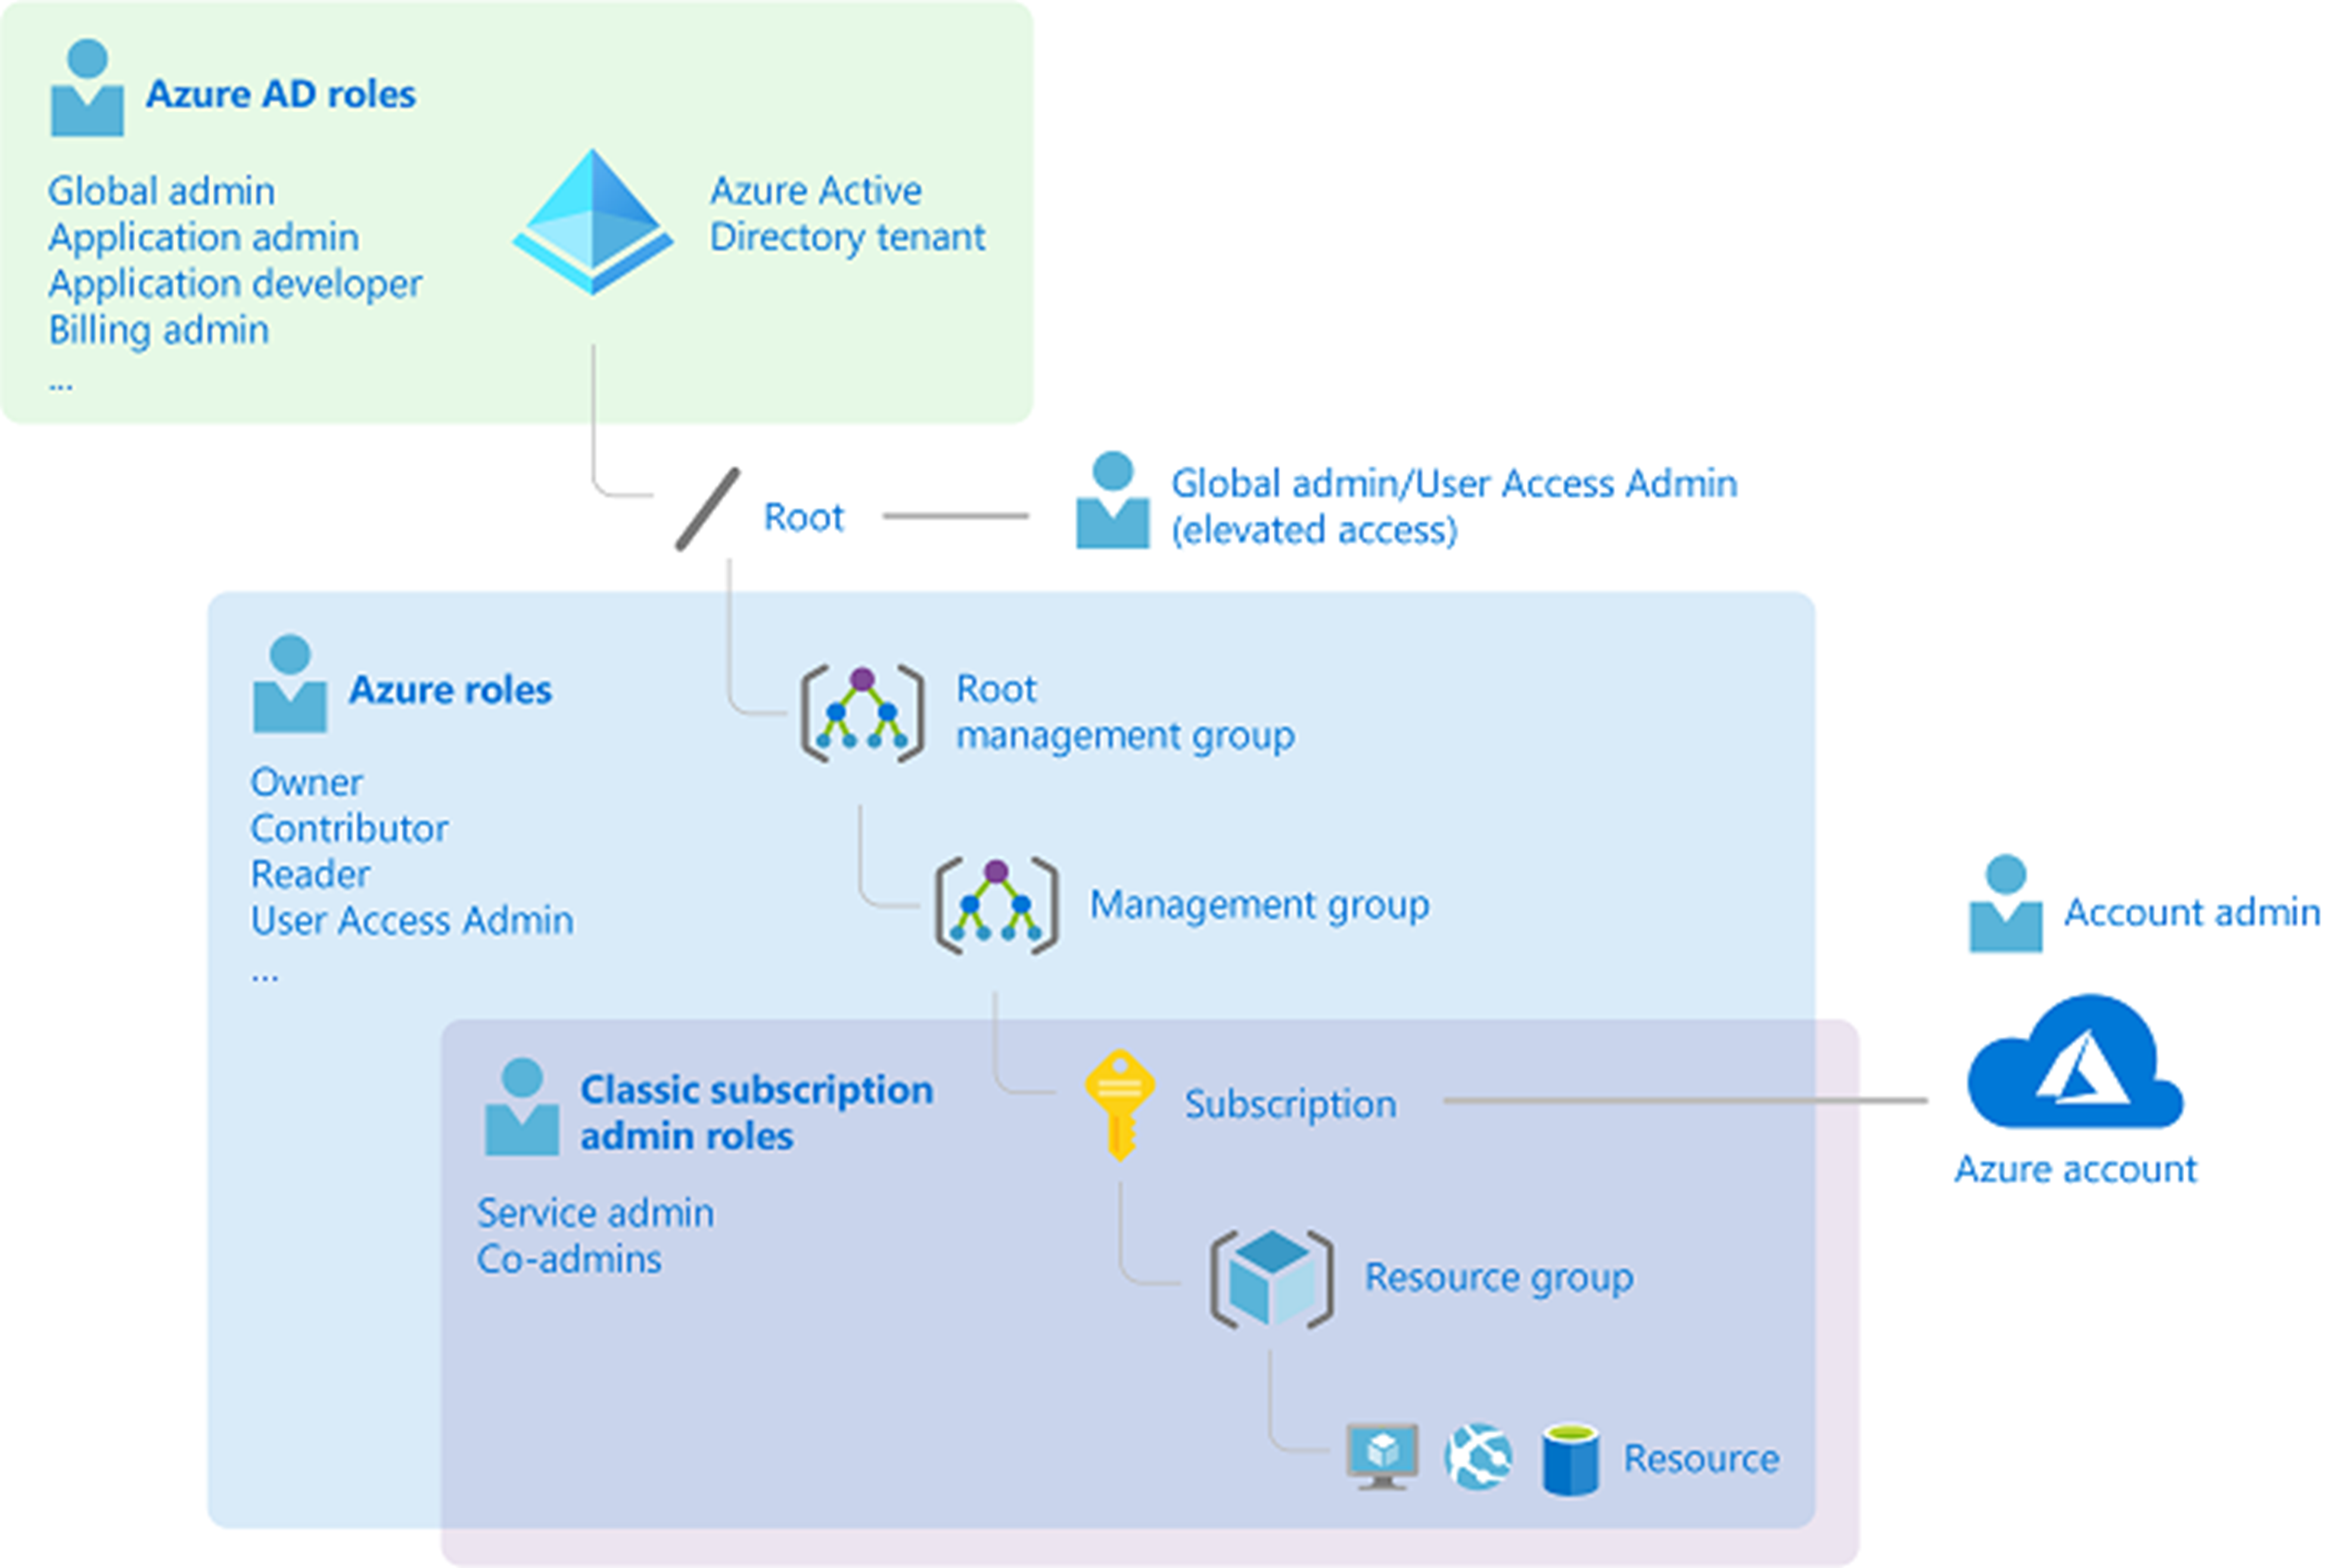 Azure AD roles
Global admin
Application admin
Application developer
Billing admin
...
Azure Active
Directory tenant
Root
Global admin/User Access Admin
(elevated access)
Azure roles
Owner
Contributor
Reader
User Access Admin
...
Root
management group
Management group
Account admin
Classic subscription
admin roles
Service admin
Co-admins
Subscription
Azure account
Resource group
Resource